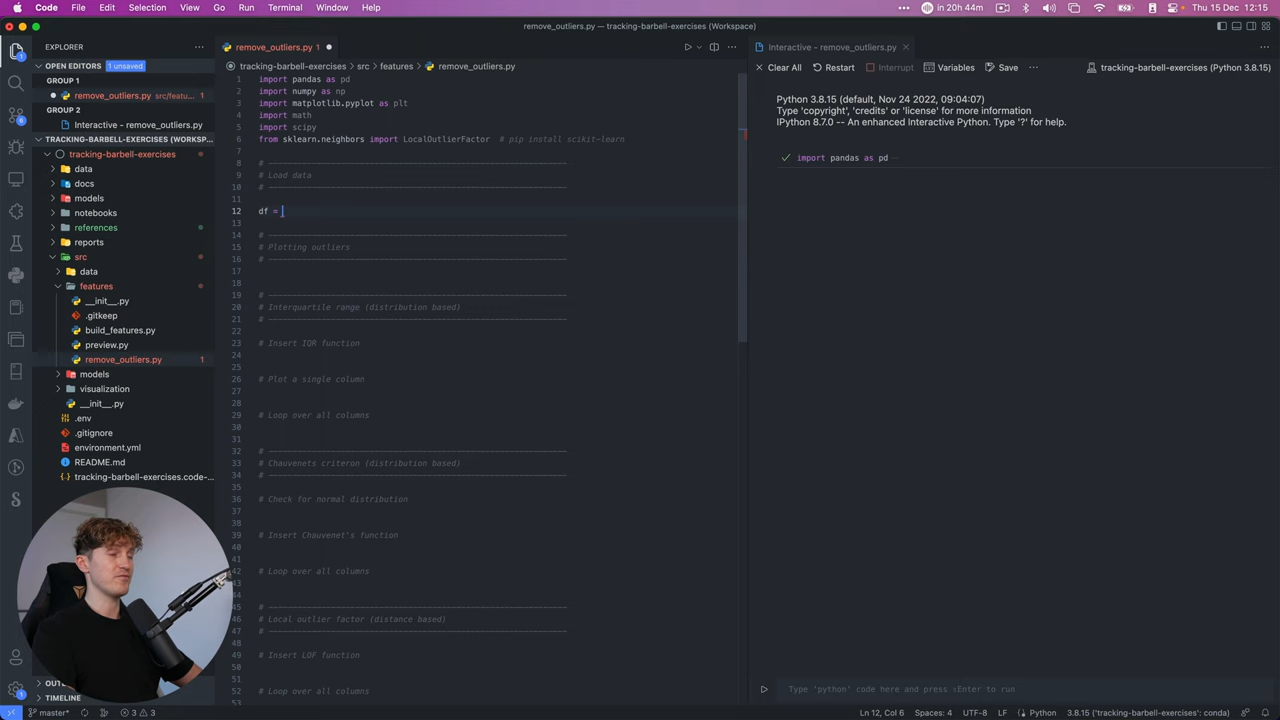 Code File Edit Selection View Go Run Terminal Window Help
in 20h 44m
Thu 15 Dec 12:15
remove_outliers.py — tracking-barbell-exercises (Workspace)
EXPLORER
OPEN EDITORS 1 unsaved
GROUP 1
remove_outliers.py src/featu... 1
GROUP 2
Interactive - remove_outliers.py
TRACKING-BARBELL-EXERCISES (WORKSP...
tracking-barbell-exercises
data
docs
models
notebooks
references
reports
src
data
features
__init__.py
.gitkeep
build_features.py
preview.py
remove_outliers.py 1
models
visualization
__init__.py
.env
.gitignore
environment.yml
README.md
tracking-barbell-exercises.code-...
TIMELINE
remove_outliers.py 1
tracking-barbell-exercises > src > features > remove_outliers.py
1 import pandas as pd
2 import numpy as np
3 import matplotlib.pyplot as plt
4 import math
5 import scipy
6 from sklearn.neighbors import LocalOutlierFactor # pip install scikit-learn
7
8 # --------------------------------------------------------------
9 # Load data
10 # --------------------------------------------------------------
11
12 df =
13
14 # --------------------------------------------------------------
15 # Plotting outliers
16 # --------------------------------------------------------------
17
18
19 # --------------------------------------------------------------
20 # Interquartile range (distribution based)
21 # --------------------------------------------------------------
22
23 # Insert IQR function
24
25
26 # Plot a single column
27
28
29 # Loop over all columns
30
31
32 # --------------------------------------------------------------
33 # Chauvenets criteron (distribution based)
34 # --------------------------------------------------------------
35
36 # Check for normal distribution
37
38
39 # Insert Chauvenet's function
40
41
42 # Loop over all columns
43
44
45 # --------------------------------------------------------------
46 # Local outlier factor (distance based)
47 # --------------------------------------------------------------
48
49 # Insert LOF function
50
51
52 # Loop over all columns
53
Interactive - remove_outliers.py
Clear All Restart Interrupt Variables Save tracking-barbell-exercises (Python 3.8.15)
Python 3.8.15 (default, Nov 24 2022, 09:04:07)
Type 'copyright', 'credits' or 'license' for more information
IPython 8.7.0 -- An enhanced Interactive Python. Type '?' for help.
import pandas as pd
Type 'python' code here and press ⇧Enter to run
master* 3 3
Ln 12, Col 6 Spaces: 4 UTF-8 LF Python 3.8.15 ('tracking-barbell-exercises': conda)